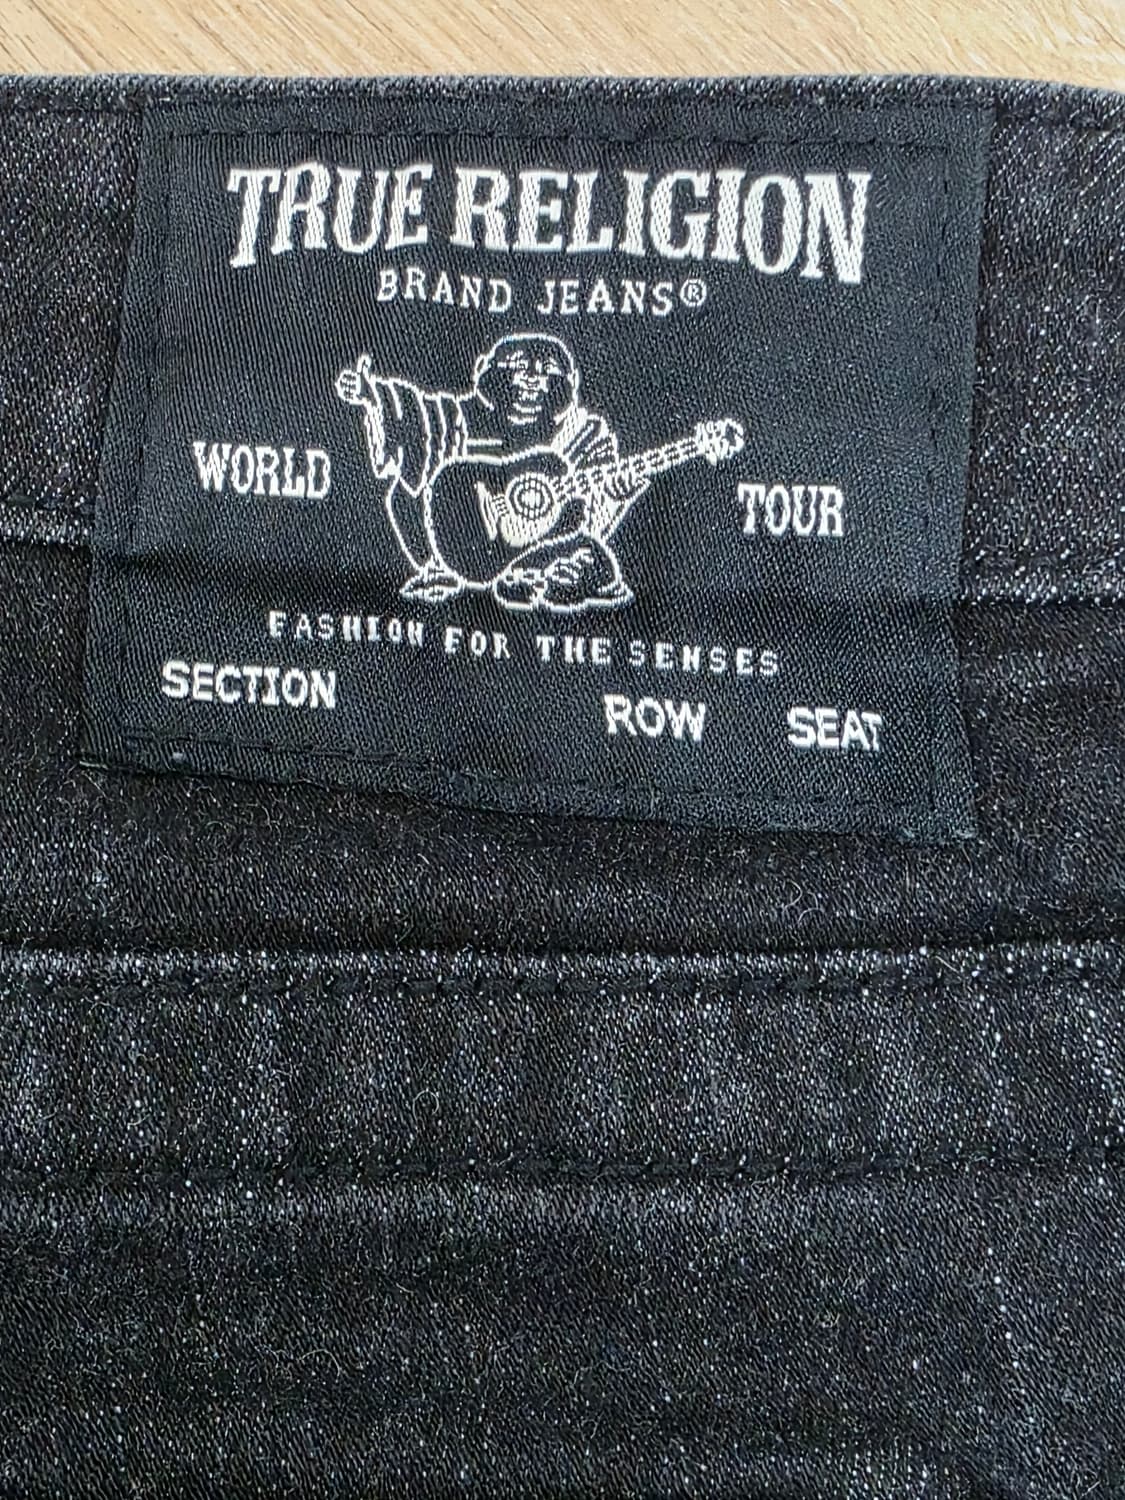 TRUE RELIGION
BRAND JEANS®
WORLD TOUR
FASHION FOR THE SENSES
SECTION ROW SEAT